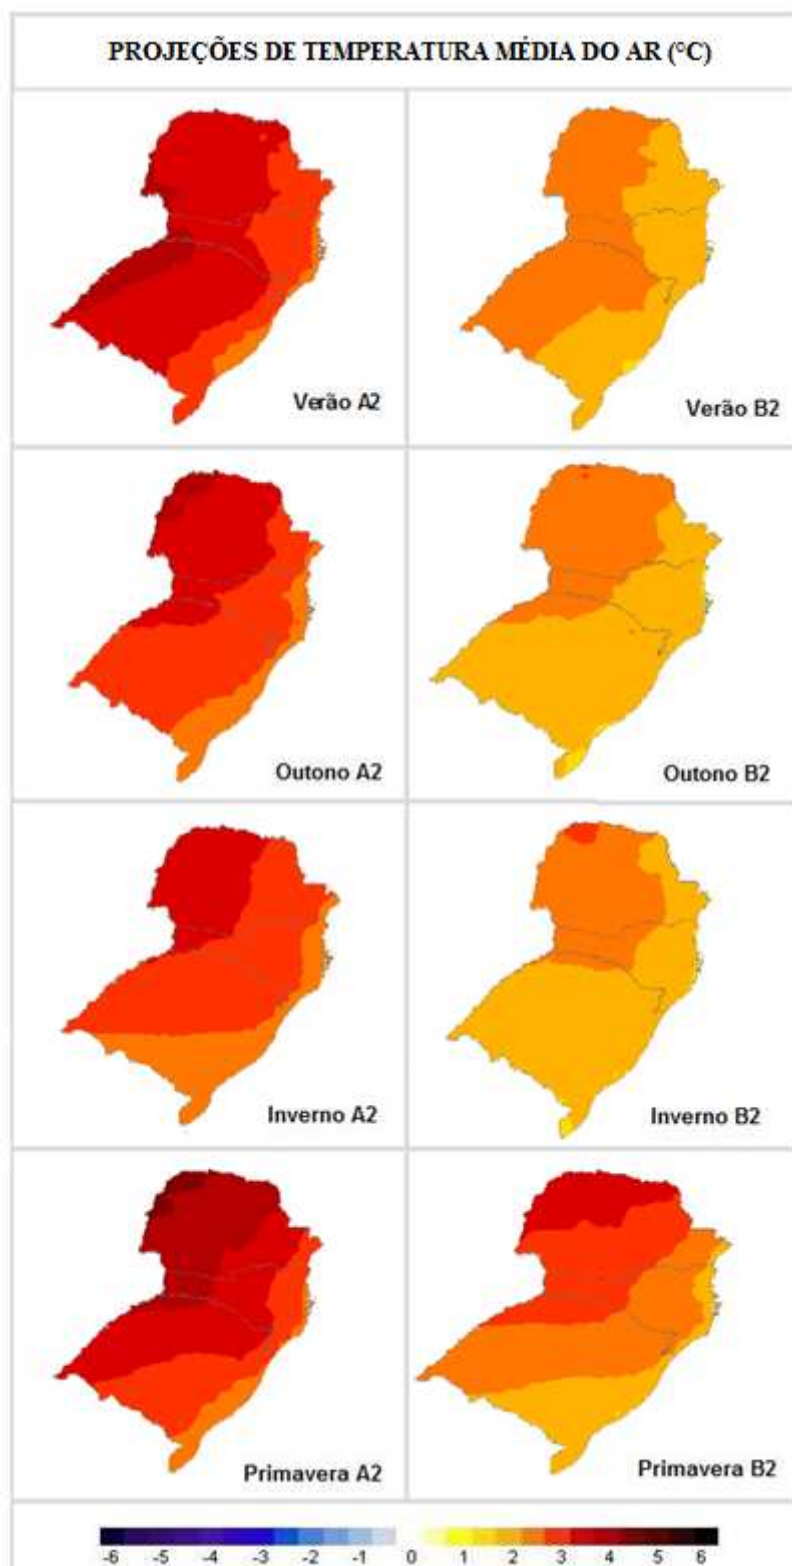 PROJEÇÕES DE TEMPERATURA MÉDIA DO AR (°C)
Verão A2
Verão B2
Outono A2
Outono B2
Inverno A2
Inverno B2
Primavera A2
Primavera B2
-6 -5 -4 -3 -2 -1 0 1 2 3 4 5 6